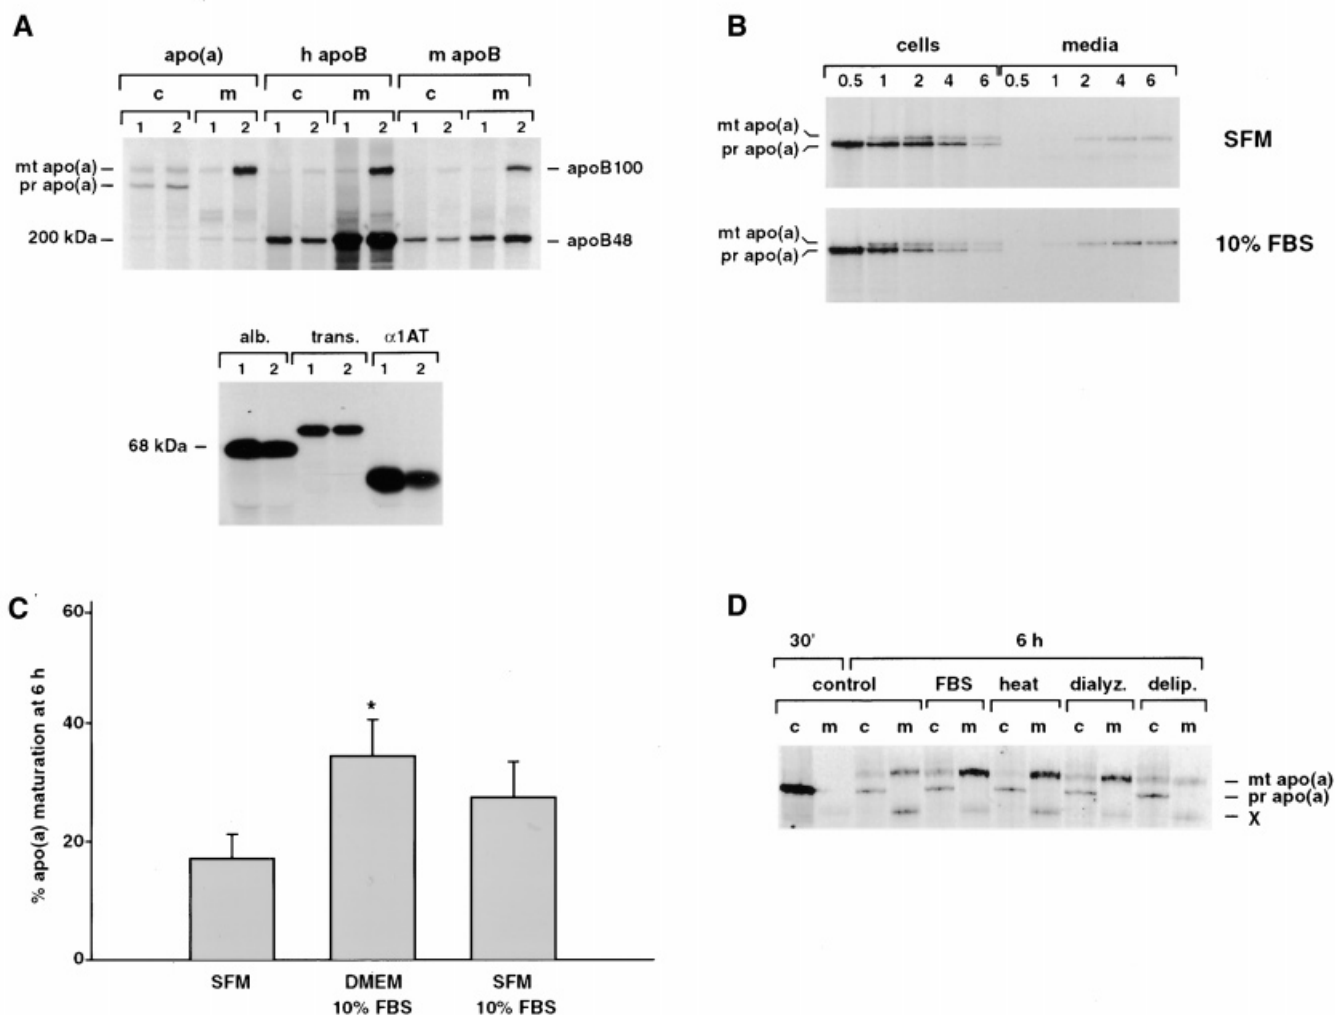 A
apo(a) h apoB m apoB
c m c m c m
1 2 1 2 1 2 1 2 1 2 1 2
mt apo(a)
pr apo(a)
200 kDa
apoB100
apoB48
alb. trans. α1AT
1 2 1 2 1 2
68 kDa
B
cells media
0.5 1 2 4 6 0.5 1 2 4 6
mt apo(a)
pr apo(a)
SFM
mt apo(a)
pr apo(a)
10% FBS
C
% apo(a) maturation at 6 h
60
40
20
0
*
SFM DMEM SFM
10% FBS 10% FBS
D
30' 6 h
control FBS heat dialyz. delip.
c m c m c m c m c m c m
mt apo(a)
pr apo(a)
X